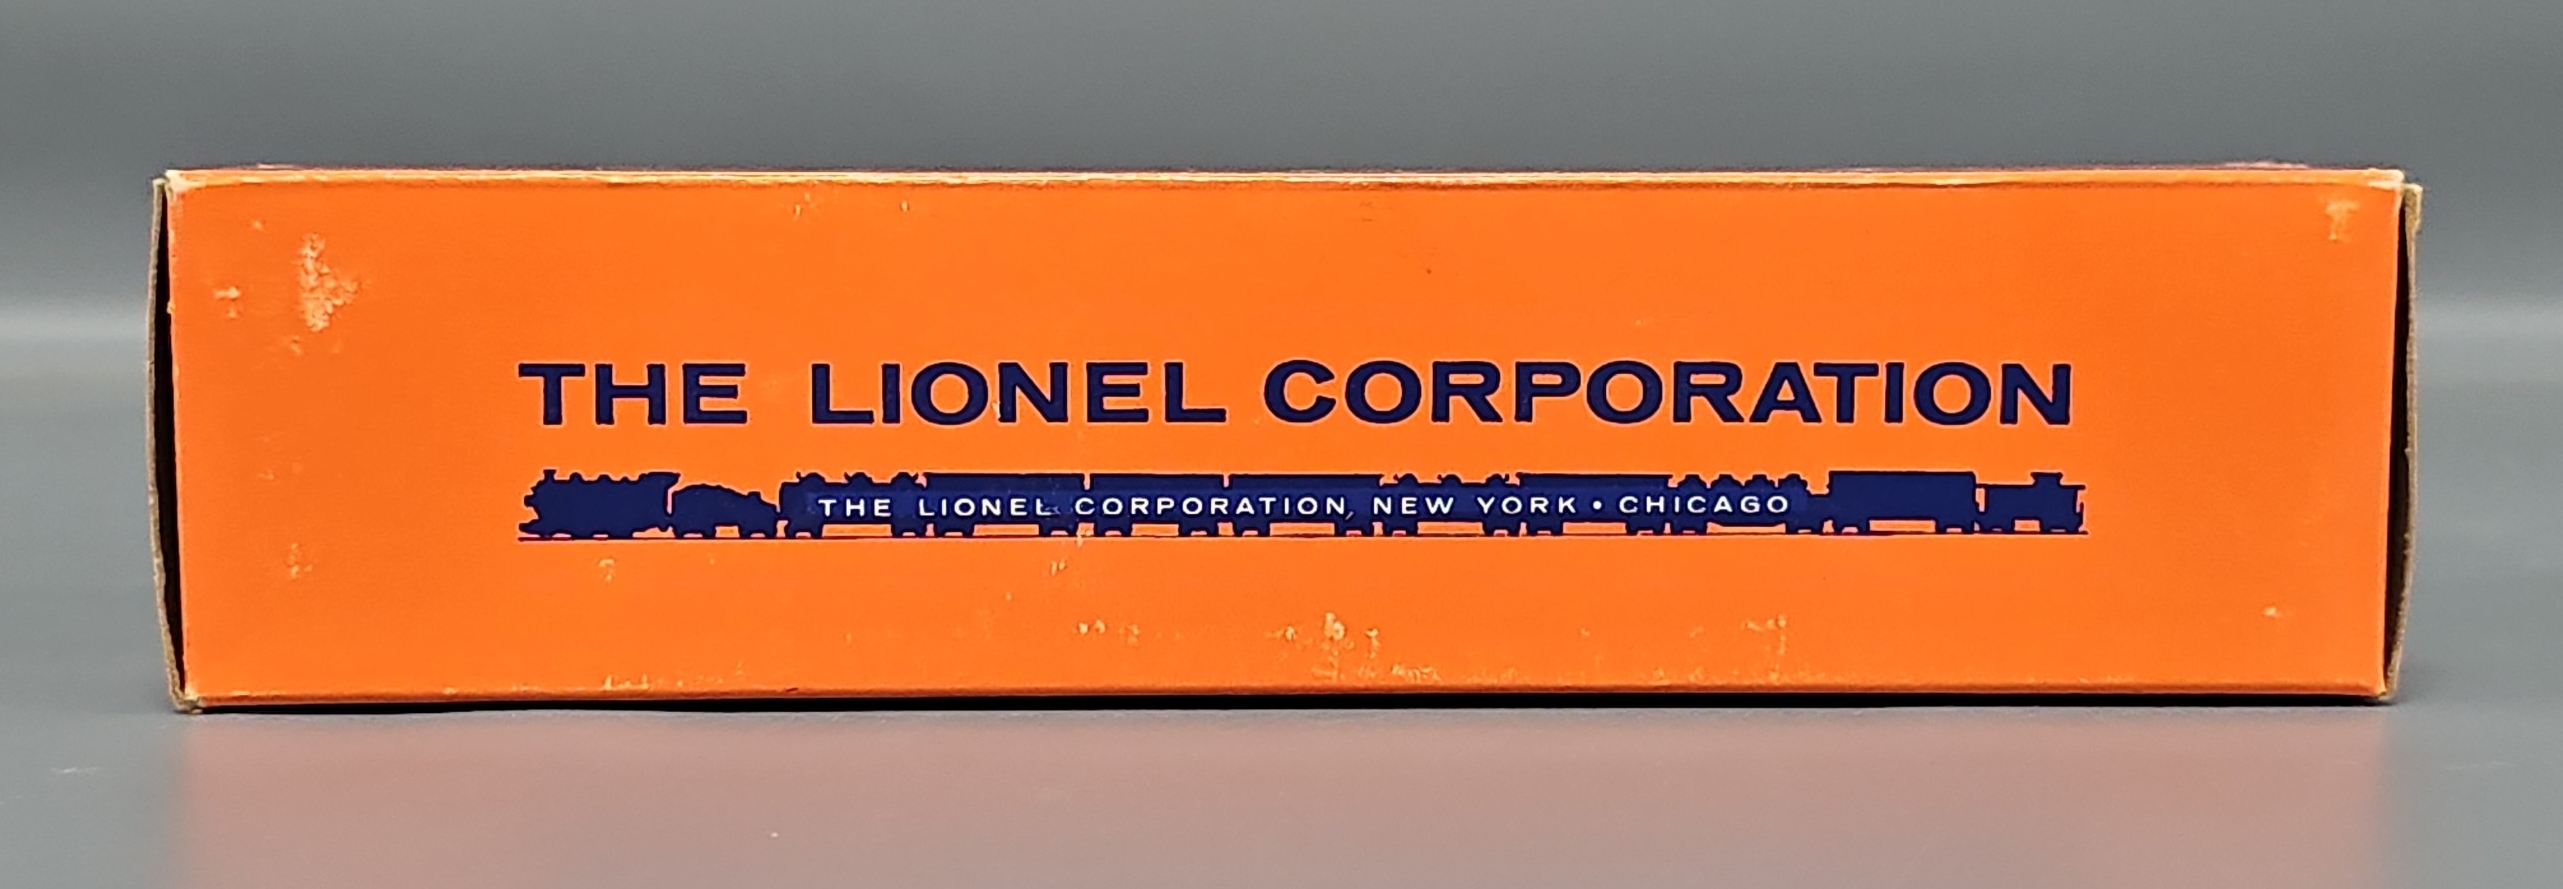 THE LIONEL CORPORATION
THE LIONEL CORPORATION, NEW YORK • CHICAGO